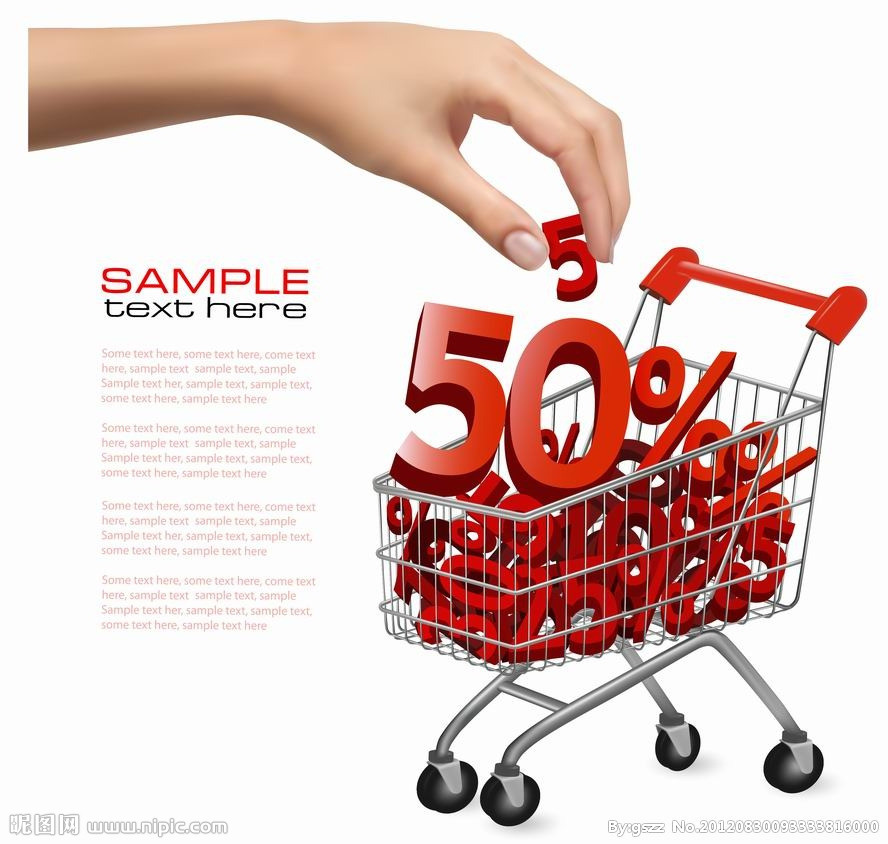 SAMPLE
text here
Some text here, some text here, come text
here, sample text sample text, sample
Sample text her, sample text, sample text,
some text here, sample text here
Some text here, some text here, come text
here, sample text sample text, sample
Sample text her, sample text, sample text,
some text here, sample text here
Some text here, some text here, come text
here, sample text sample text, sample
Sample text her, sample text, sample text,
some text here, sample text here
Some text here, some text here, come text
here, sample text sample text, sample
Sample text her, sample text, sample text,
some text here, sample text here
5
50%
昵图网 www.nipic.com
By:gszz No.20120830093333816000